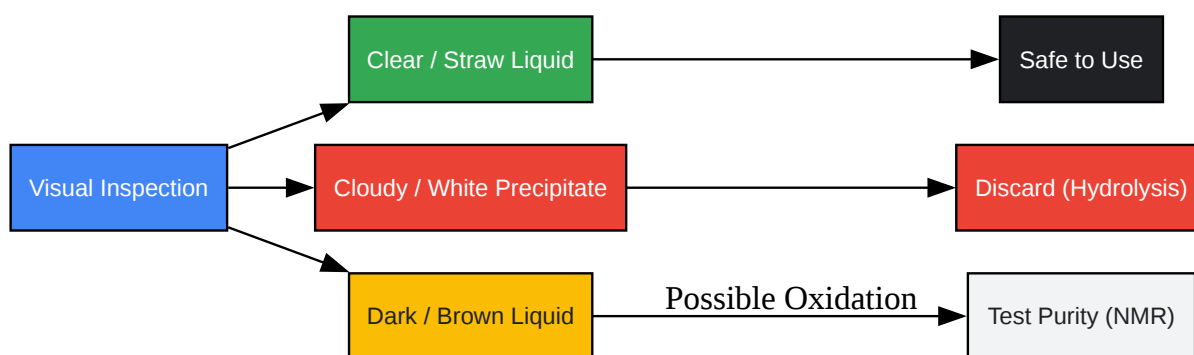 Clear / Straw Liquid
Safe to Use
Visual Inspection
Cloudy / White Precipitate
Discard (Hydrolysis)
Dark / Brown Liquid
Possible Oxidation
Test Purity (NMR)